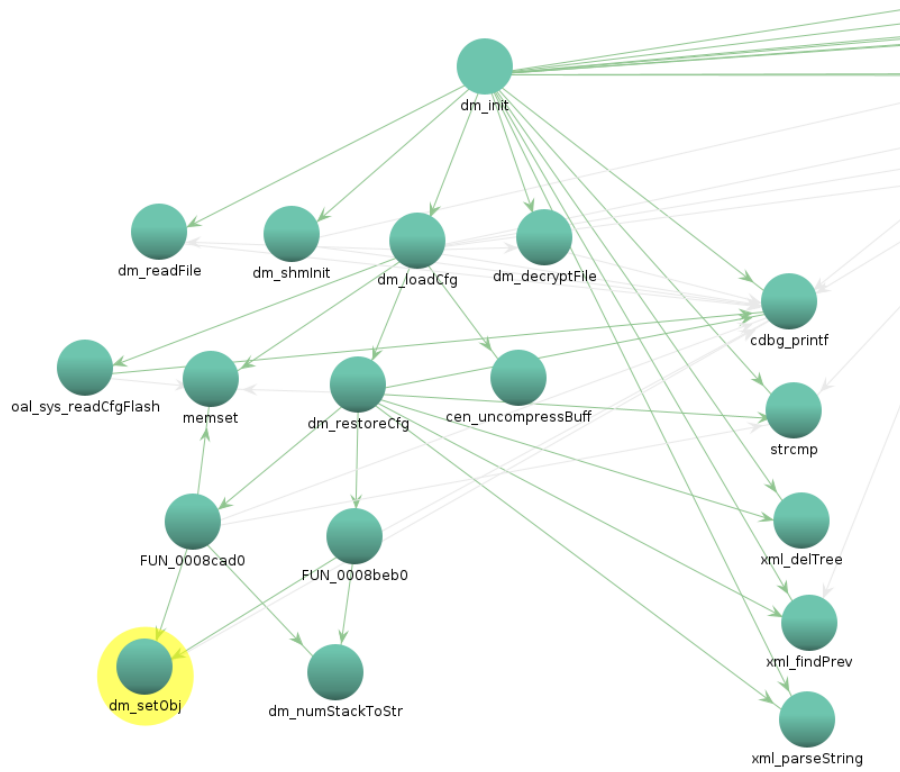 dm_init
dm_readFile
dm_shmInit
dm_loadCfg
dm_decryptFile
cdbg_printf
oal_sys_readCfgFlash
memset
dm_restoreCfg
cen_uncompressBuff
strcmp
FUN_0008cad0
FUN_0008beb0
xml_delTree
xml_findPrev
dm_setObj
dm_numStackToStr
xml_parseString